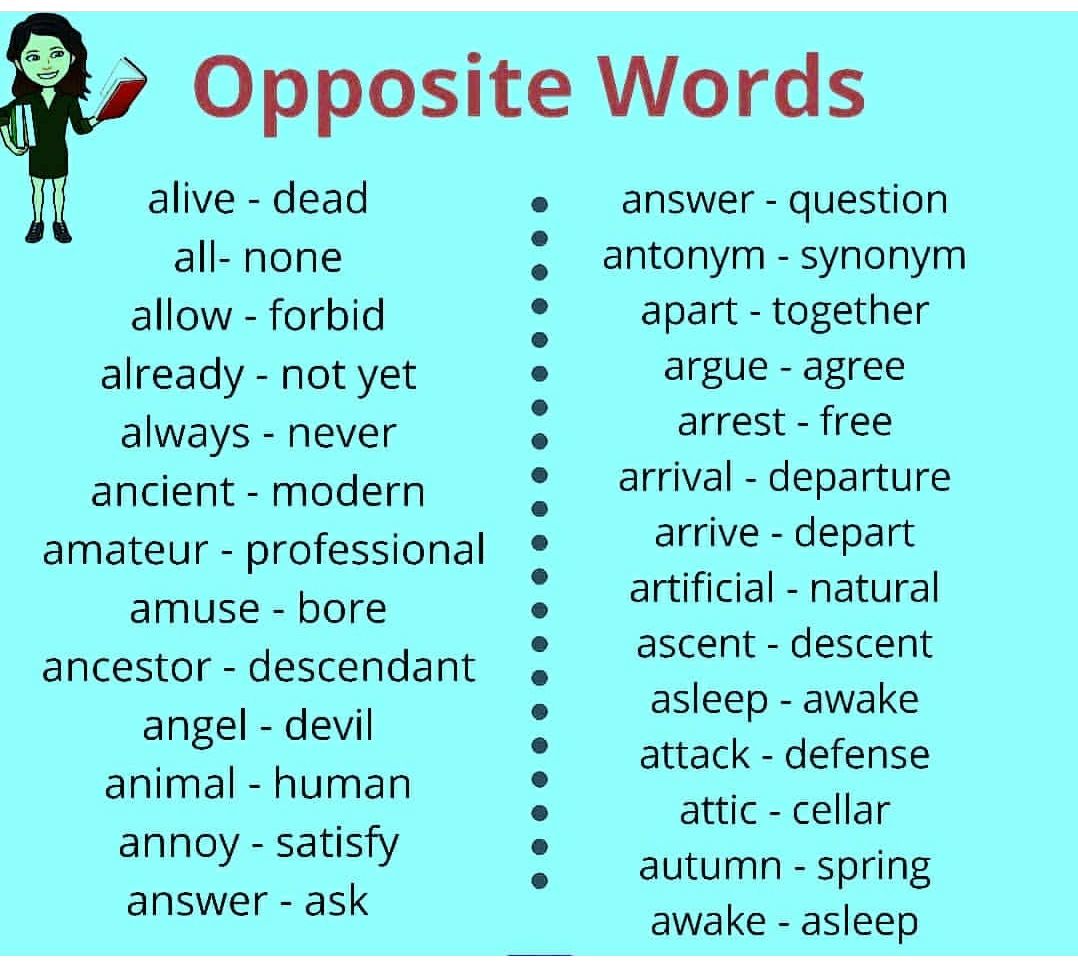 Opposite Words
alive - dead
all- none
allow - forbid
already - not yet
always - never
ancient - modern
amateur - professional
amuse - bore
ancestor - descendant
angel - devil
animal - human
annoy - satisfy
answer - ask
answer - question
antonym - synonym
apart - together
argue - agree
arrest - free
arrival - departure
arrive - depart
artificial - natural
ascent - descent
asleep - awake
attack - defense
attic - cellar
autumn - spring
awake - asleep